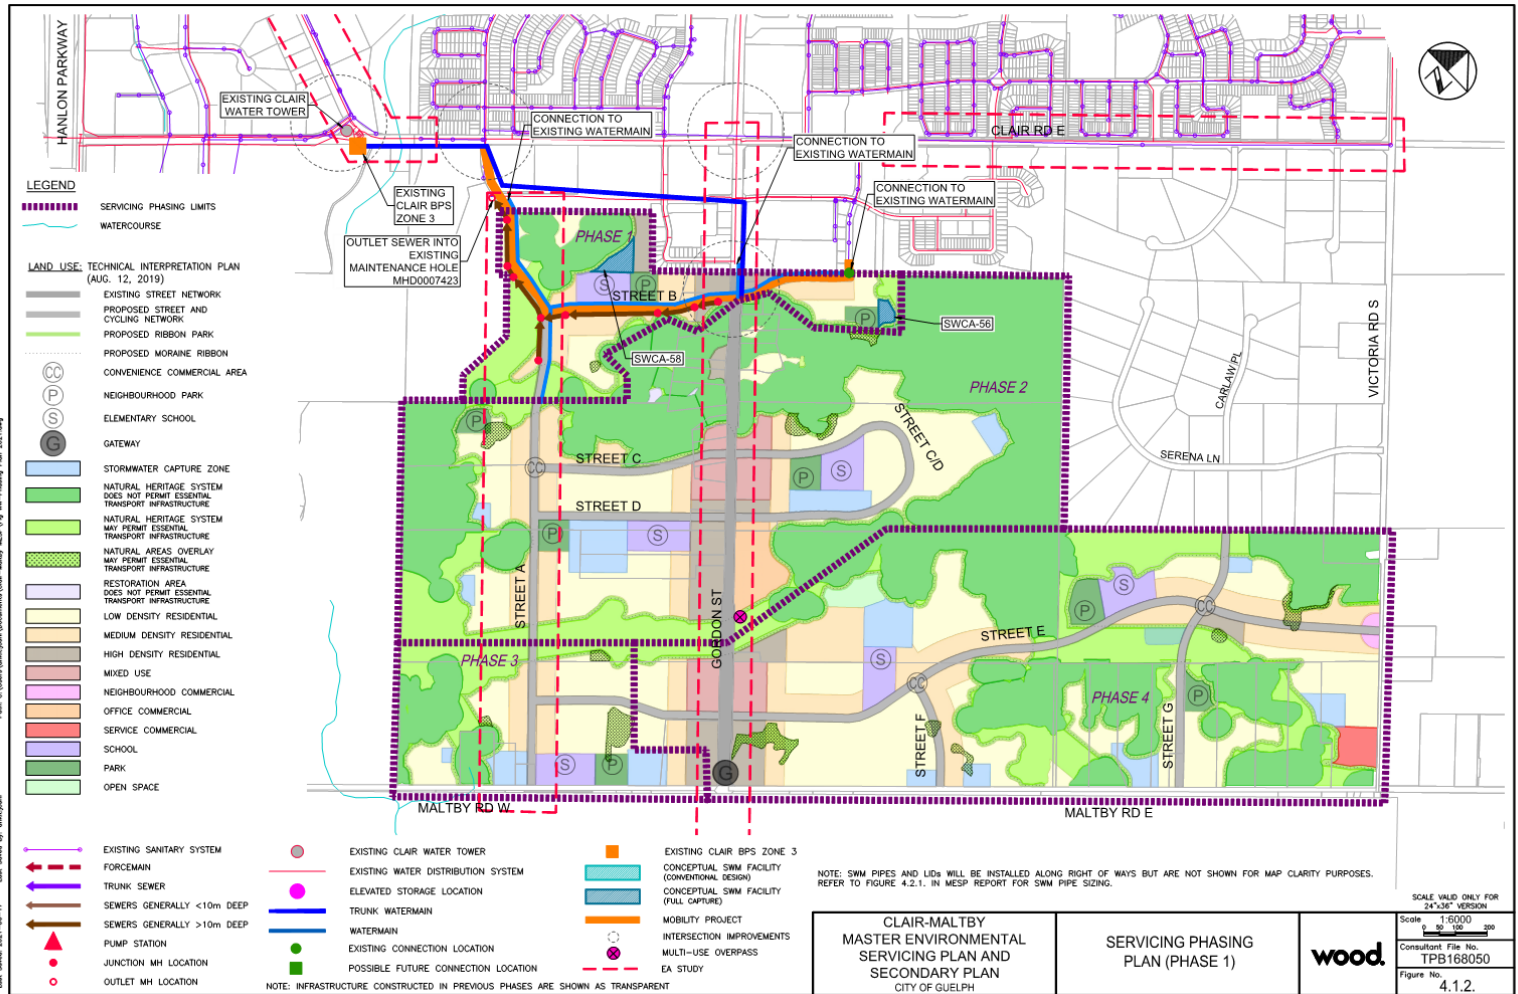 HANLON PARKWAY
EXISTING CLAIR
WATER TOWER
CONNECTION TO
EXISTING WATERMAIN
CONNECTION TO
EXISTING WATERMAIN
CLAIR RD E
CONNECTION TO
EXISTING WATERMAIN
EXISTING
CLAIR BPS
ZONE 3
OUTLET SEWER INTO
EXISTING
MAINTENANCE HOLE
MHD0007423
LEGEND
SERVICING PHASING LIMITS
WATERCOURSE
LAND USE: TECHNICAL INTERPRETATION PLAN
(AUG. 12, 2019)
EXISTING STREET NETWORK
PROPOSED STREET AND
CYCLING NETWORK
PROPOSED RIBBON PARK
PROPOSED MORAINE RIBBON
CC CONVENIENCE COMMERCIAL AREA
P NEIGHBOURHOOD PARK
S ELEMENTARY SCHOOL
G GATEWAY
STORMWATER CAPTURE ZONE
NATURAL HERITAGE SYSTEM
DOES NOT PERMIT ESSENTIAL
TRANSPORT INFRASTRUCTURE
NATURAL HERITAGE SYSTEM
MAY PERMIT ESSENTIAL
TRANSPORT INFRASTRUCTURE
NATURAL AREAS OVERLAY
MAY PERMIT ESSENTIAL
TRANSPORT INFRASTRUCTURE
RESTORATION AREA
DOES NOT PERMIT ESSENTIAL
TRANSPORT INFRASTRUCTURE
LOW DENSITY RESIDENTIAL
MEDIUM DENSITY RESIDENTIAL
HIGH DENSITY RESIDENTIAL
MIXED USE
NEIGHBOURHOOD COMMERCIAL
OFFICE COMMERCIAL
SERVICE COMMERCIAL
SCHOOL
PARK
OPEN SPACE
PHASE 1
S
P
STREET B
P
SWCA-56
SWCA-58
PHASE 2
VICTORIA RD S
CARLAW PL
SERENA LN
P
CC
STREET C
STREET C/D
P
S
STREET D
P
S
STREET A
GORDON ST
S
P
CC
STREET E
PHASE 3
S
CC
PHASE 4
P
STREET F
STREET G
S
P
G
MALTBY RD W
MALTBY RD E
EXISTING SANITARY SYSTEM
FORCEMAIN
TRUNK SEWER
SEWERS GENERALLY <10m DEEP
SEWERS GENERALLY >10m DEEP
PUMP STATION
JUNCTION MH LOCATION
OUTLET MH LOCATION
EXISTING CLAIR WATER TOWER
EXISTING WATER DISTRIBUTION SYSTEM
ELEVATED STORAGE LOCATION
TRUNK WATERMAIN
WATERMAIN
EXISTING CONNECTION LOCATION
POSSIBLE FUTURE CONNECTION LOCATION
NOTE: INFRASTRUCTURE CONSTRUCTED IN PREVIOUS PHASES ARE SHOWN AS TRANSPARENT
EXISTING CLAIR BPS ZONE 3
CONCEPTUAL SWM FACILITY
(CONVENTIONAL DESIGN)
CONCEPTUAL SWM FACILITY
(FULL CAPTURE)
MOBILITY PROJECT
INTERSECTION IMPROVEMENTS
MULTI-USE OVERPASS
EA STUDY
NOTE: SWM PIPES AND LIDs WILL BE INSTALLED ALONG RIGHT OF WAYS BUT ARE NOT SHOWN FOR MAP CLARITY PURPOSES.
REFER TO FIGURE 4.2.1. IN MESP REPORT FOR SWM PIPE SIZING.
SCALE VALID ONLY FOR
24"x36" VERSION
CLAIR-MALTBY
MASTER ENVIRONMENTAL
SERVICING PLAN AND
SECONDARY PLAN
CITY OF GUELPH
SERVICING PHASING
PLAN (PHASE 1)
wood.
Scale 1:6000
0 50 100 200
Consultant File No.
TPB168050
Figure No.
4.1.2.